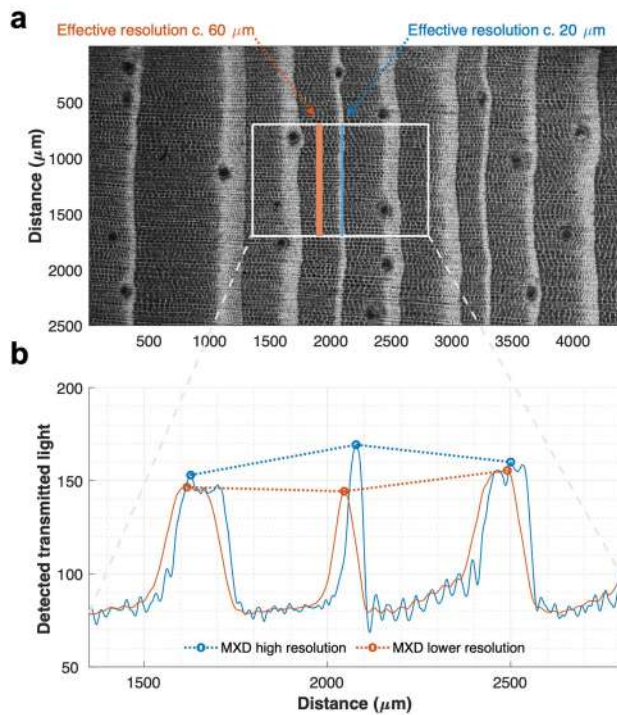 a
Effective resolution c. 60 μm
Effective resolution c. 20 μm
Distance (μm)
500
1000
1500
2000
2500
500 1000 1500 2000 2500 3000 3500 4000
b
Detected transmitted light
200
150
100
50
MXD high resolution MXD lower resolution
1500 2000 2500
Distance (μm)